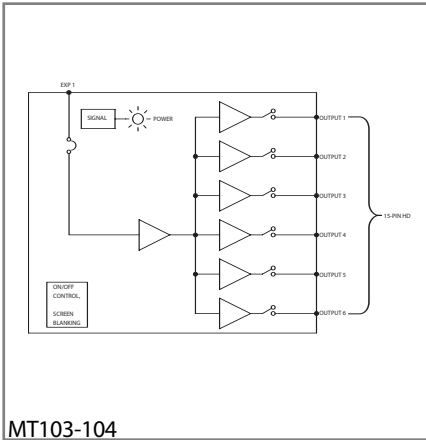 EXP 1
SIGNAL
POWER
OUTPUT 1
OUTPUT 2
OUTPUT 3
15-PIN HD
OUTPUT 4
OUTPUT 5
ON/OFF
CONTROL,
SCREEN
BLANKING
OUTPUT 6
MT103-104